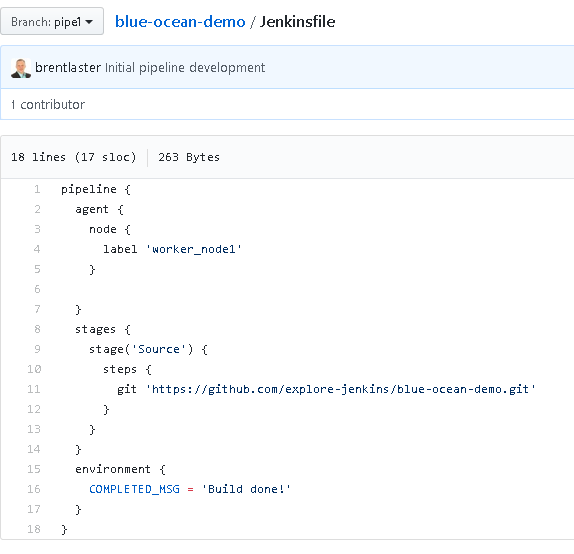 Branch: pipe1
blue-ocean-demo / Jenkinsfile
brentlaster Initial pipeline development
1 contributor
18 lines (17 sloc) 263 Bytes
1 pipeline {
2 agent {
3 node {
4 label 'worker_node1'
5 }
6
7 }
8 stages {
9 stage('Source') {
10 steps {
11 git 'https://github.com/explore-jenkins/blue-ocean-demo.git'
12 }
13 }
14 }
15 environment {
16 COMPLETED_MSG = 'Build done!'
17 }
18 }